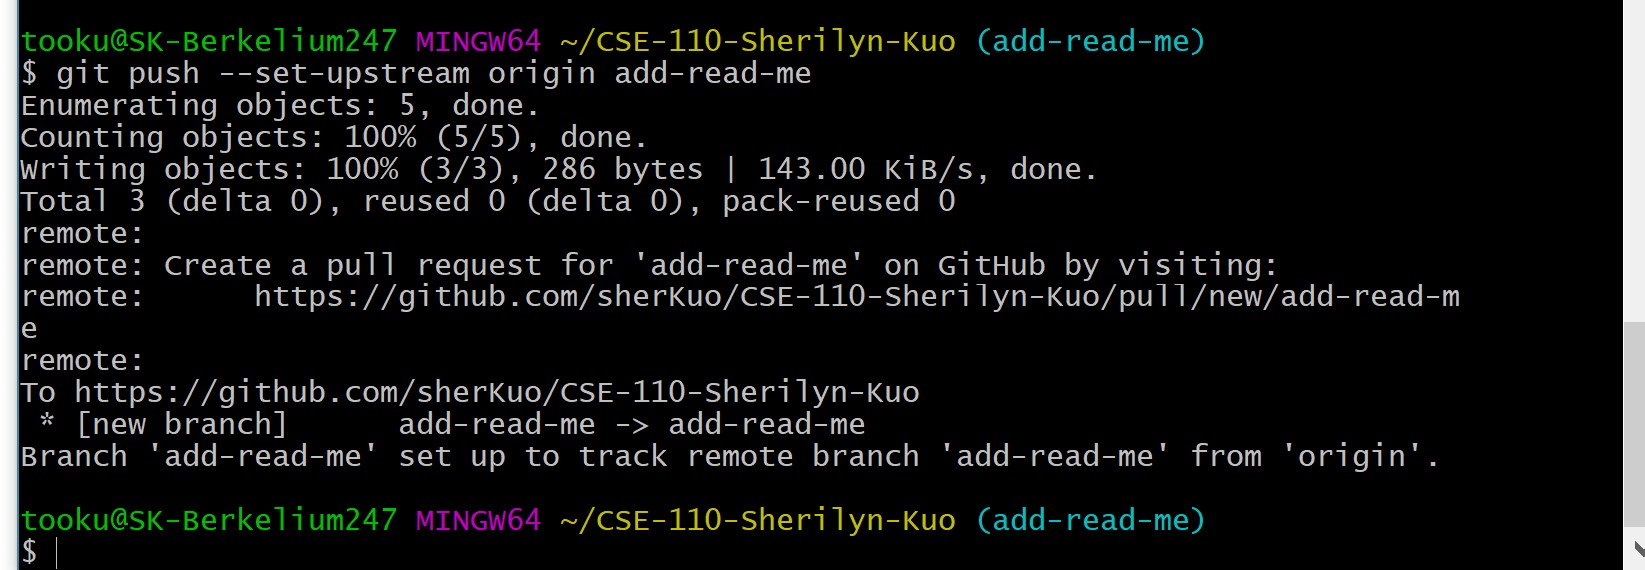 tooku@SK-Berkelium247 MINGW64 ~/CSE-110-Sherilyn-Kuo (add-read-me)
$ git push --set-upstream origin add-read-me
Enumerating objects: 5, done.
Counting objects: 100% (5/5), done.
Writing objects: 100% (3/3), 286 bytes | 143.00 KiB/s, done.
Total 3 (delta 0), reused 0 (delta 0), pack-reused 0
remote:
remote: Create a pull request for 'add-read-me' on GitHub by visiting:
remote:      https://github.com/sherKuo/CSE-110-Sherilyn-Kuo/pull/new/add-read-m
e
remote:
To https://github.com/sherKuo/CSE-110-Sherilyn-Kuo
 * [new branch]      add-read-me -> add-read-me
Branch 'add-read-me' set up to track remote branch 'add-read-me' from 'origin'.
tooku@SK-Berkelium247 MINGW64 ~/CSE-110-Sherilyn-Kuo (add-read-me)
$